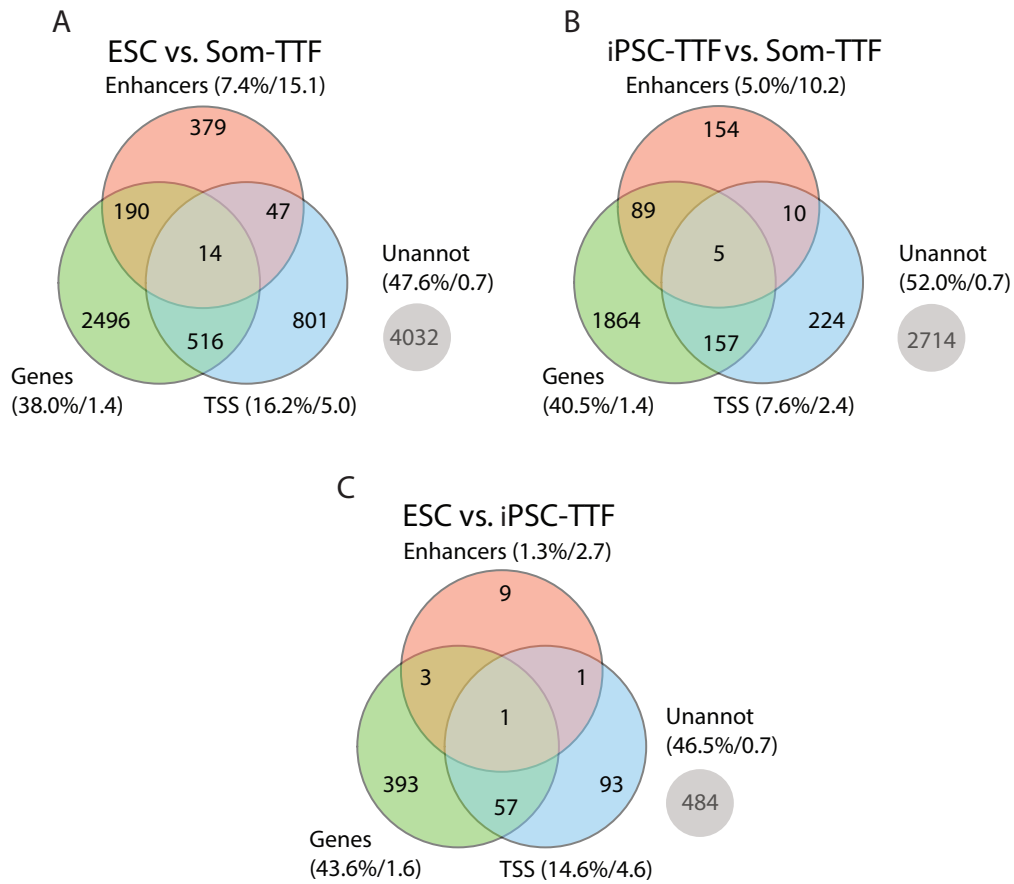 A
ESC vs. Som-TTF
Enhancers (7.4%/15.1)
379
190
47
14
2496
516
801
Genes
(38.0%/1.4)
TSS (16.2%/5.0)
Unannot
(47.6%/0.7)
4032
B
iPSC-TTF vs. Som-TTF
Enhancers (5.0%/10.2)
154
89
10
5
1864
157
224
Genes
(40.5%/1.4)
TSS (7.6%/2.4)
Unannot
(52.0%/0.7)
2714
C
ESC vs. iPSC-TTF
Enhancers (1.3%/2.7)
9
3
1
1
393
57
93
Genes
(43.6%/1.6)
TSS (14.6%/4.6)
Unannot
(46.5%/0.7)
484